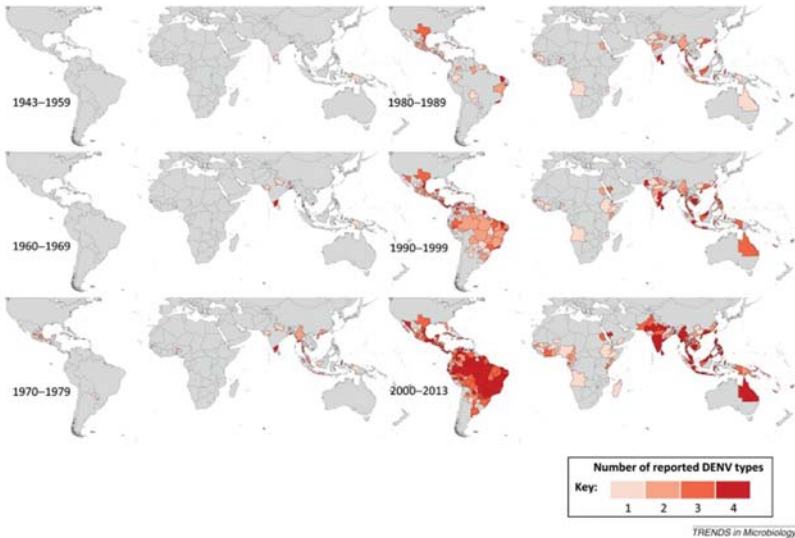 1943–1959
1980–1989
1960–1969
1990–1999
1970–1979
2000–2013
Number of reported DENV types
Key:
1 2 3 4
TRENDS in Microbiology